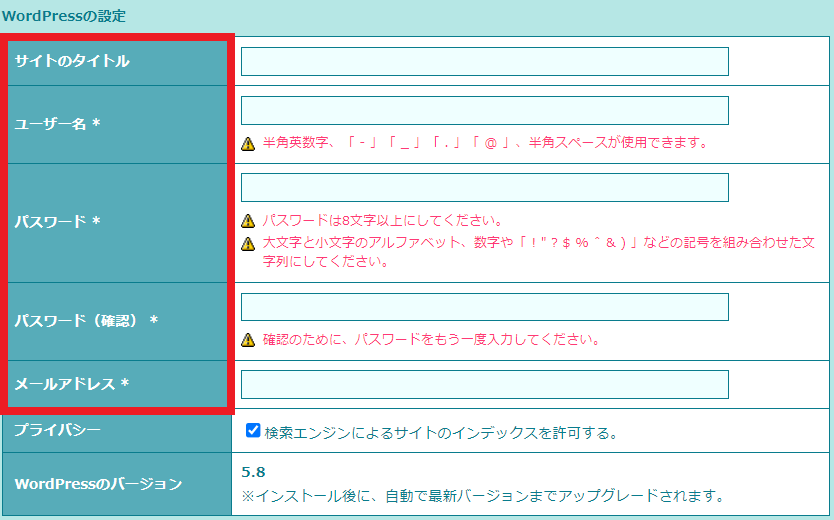 WordPressの設定
サイトのタイトル
ユーザー名 *
半角英数字、「 - 」「 _ 」「 . 」「 @ 」、半角スペースが使用できます。
パスワード *
パスワードは8文字以上にしてください。
大文字と小文字のアルファベット、数字や「 ! " ? $ % ^ & ) 」などの記号を組み合わせた文
字列にしてください。
パスワード（確認） *
確認のために、パスワードをもう一度入力してください。
メールアドレス *
プライバシー
検索エンジンによるサイトのインデックスを許可する。
WordPressのバージョン
5.8
※インストール後に、自動で最新バージョンまでアップグレードされます。